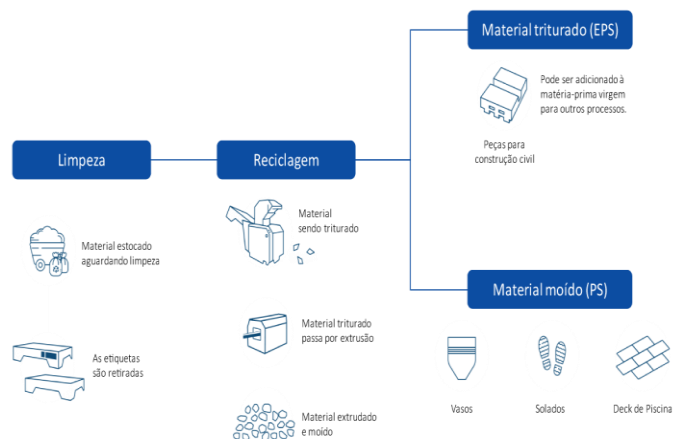 Limpeza
Material estocado
aguardando limpeza
As etiquetas
são retiradas
Reciclagem
Material
sendo triturado
Material triturado
passa por extrusão
Material extrudado
e moído
Material triturado (EPS)
Pode ser adicionado à
matéria-prima virgem
para outros processos.
Peças para
construção civil
Material moído (PS)
Vasos
Solados
Deck de Piscina